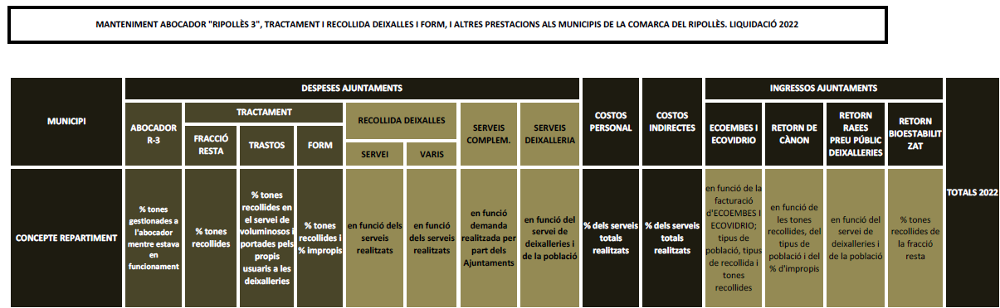 MANTENIMENT ABOCADOR "RIPOLLÈS 3", TRACTAMENT I RECOLLIDA DEIXALLES I FORM, I ALTRES PRESTACIONS ALS MUNICIPIS DE LA COMARCA DEL RIPOLLÈS. LIQUIDACIÓ 2022
MUNICIPI
DESPESES AJUNTAMENTS
ABOCADOR
R-3
TRACTAMENT
FRACCIÓ
RESTA
TRASTOS
FORM
RECOLLIDA DEIXALLES
SERVEI
VARIS
SERVEIS
COMPLEM.
SERVEIS
DEIXALLERIA
COSTOS
PERSONAL
COSTOS
INDIRECTES
INGRESSOS AJUNTAMENTS
ECOEMBES I
ECOVIDRIO
RETORN DE
CÀNON
RETORN
RAEES
PREU PÚBLIC
DEIXALLERIES
RETORN
BIOESTABILIT
ZAT
TOTALS 2022
CONCEPTE REPARTIMENT
% tones
gestionades a
l'abocador
mentre estava
en
funcionament
% tones
recollides
% tones
recollides en
el servei de
voluminosos i
portades pels
propis
usuaris a les
deixalleries
% tones
recollides i
% impropis
en funció dels
serveis
realitzats
en funció
dels serveis
realitzats
en funció
demanda
realitzada per
part dels
Ajuntaments
en funció del
servei de
deixalleries i
de la població
% dels serveis
totals
realitzats
% dels serveis
totals
realitzats
en funció de la
facturació
d'ECOEMBES I
ECOVIDRIO;
tipus de
població, tipus
de recollida i
tones
recollides
en funció de
les tones
recollides, del
tipus de
població i del
% d'impropis
en funció del
servei de
deixalleries i
de la població
% tones
recollides de
la fracció
resta